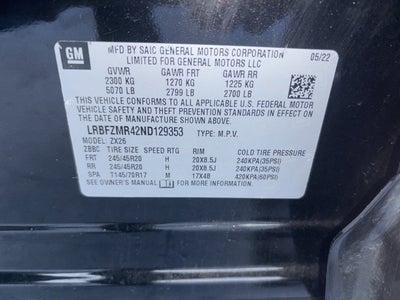 GM
MFD BY SAIC GENERAL MOTORS CORPORATION
LIMITED FOR GENERAL MOTORS LLC
05/22
GVWR GAWR FRT GAWR RR
2300 KG 1270 KG 1225 KG
5070 LB 2799 LB 2700 LB
THIS VEHICLE CONFORMS TO ALL APPLICABLE U.S. FEDERAL MOTOR
VEHICLE SAFETY AND THEFT PREVENTION STANDARDS IN EFFECT ON
THE DATE OF MANUFACTURE SHOWN ABOVE.
LRBFZMR42ND129353 TYPE: M.P.V.
MODEL: ZX26
ZBBC TIRE SIZE SPEED RTG RIM COLD TIRE PRESSURE
FRT 245/45R20 H 20X8.5J 240KPA(35PSI)
RR 245/45R20 H 20X8.5J 240KPA(35PSI)
SPA T145/70R17 M 17X4B 420KPA(60PSI)
SEE OWNER'S MANUAL FOR MORE INFORMATION.